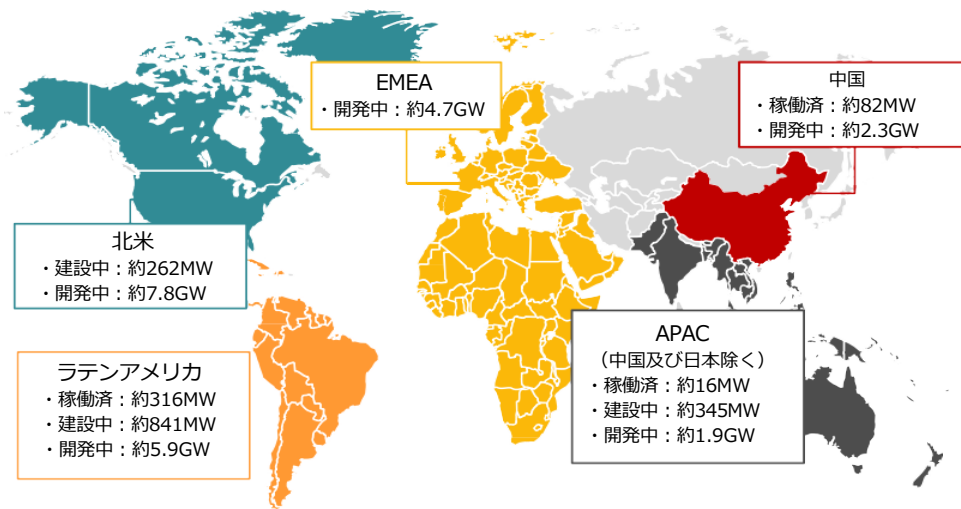 EMEA
・開発中：約4.7GW
中国
・稼働済：約82MW
・開発中：約2.3GW
北米
・建設中：約262MW
・開発中：約7.8GW
ラテンアメリカ
・稼働済：約316MW
・建設中：約841MW
・開発中：約5.9GW
APAC
（中国及び日本除く）
・稼働済：約16MW
・建設中：約345MW
・開発中：約1.9GW